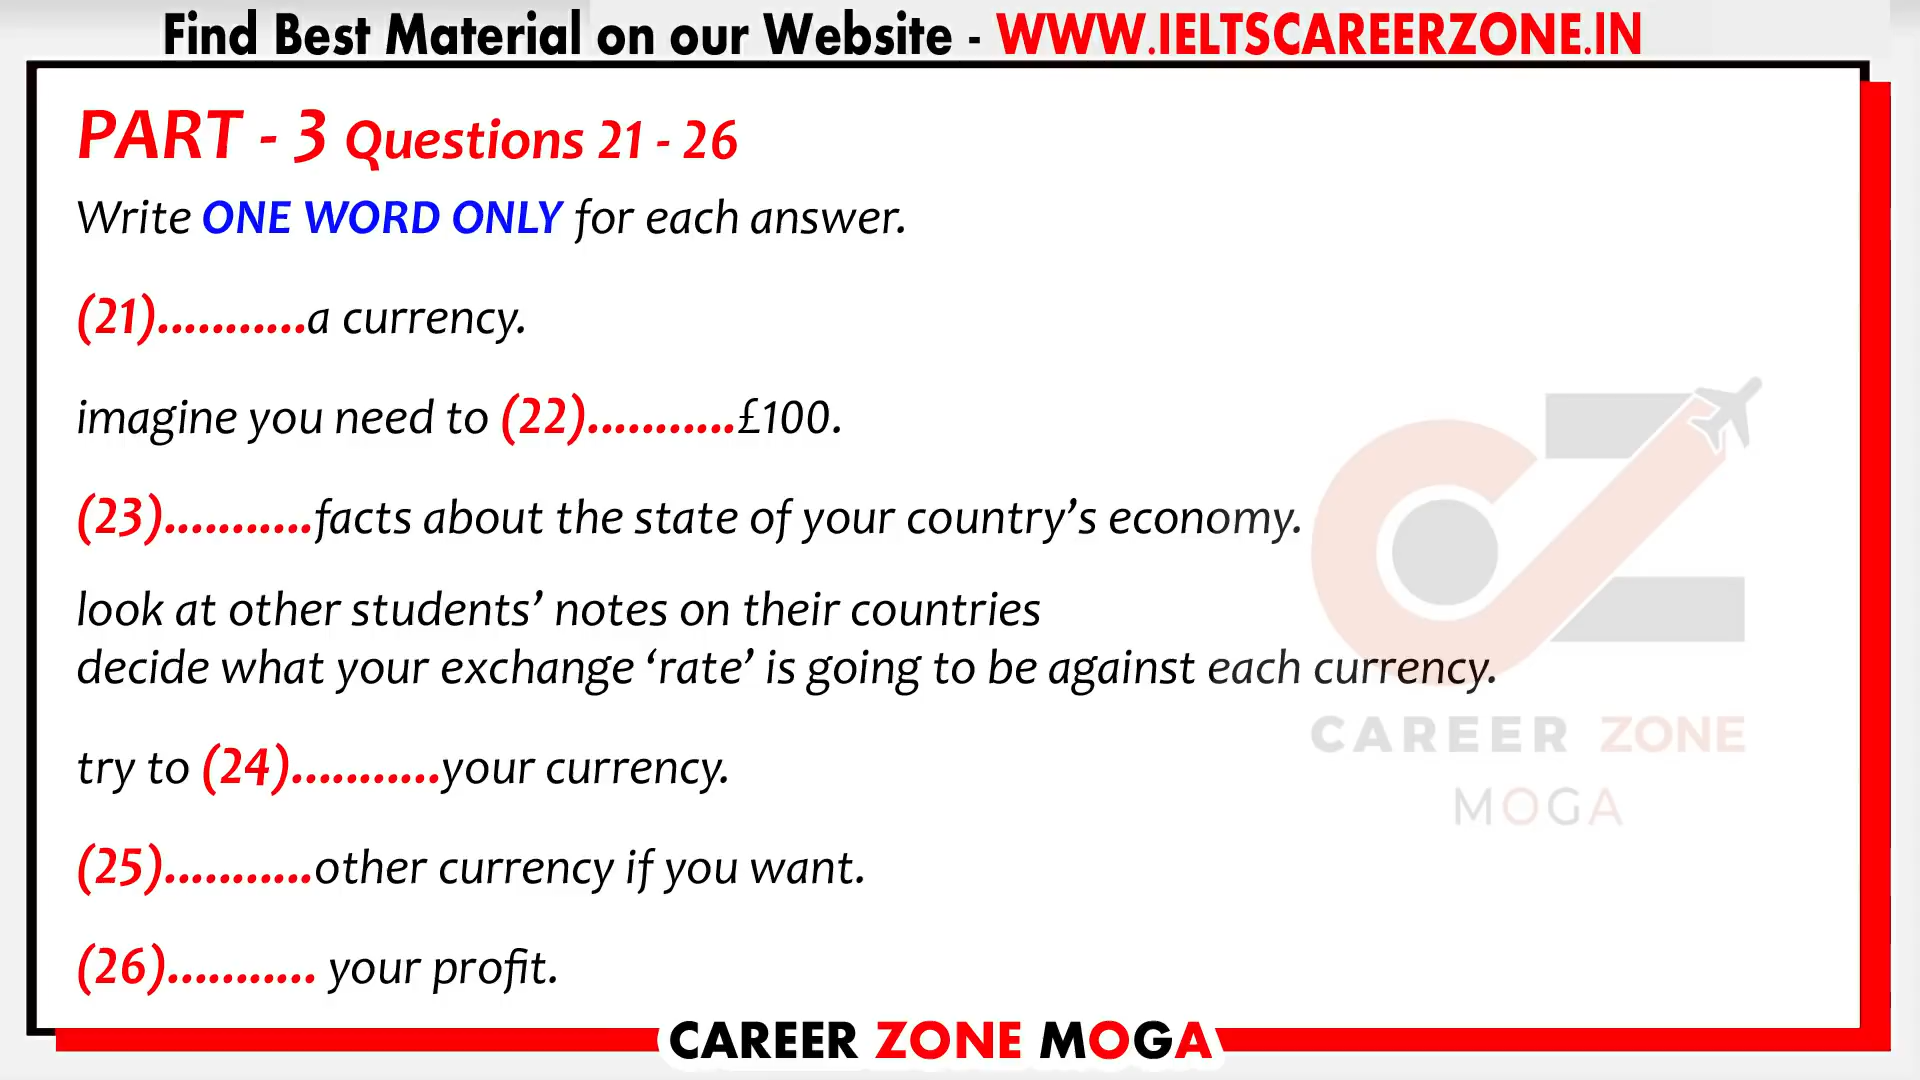 Find Best Material on our Website - WWW.IELTSCAREERZONE.IN
PART - 3 Questions 21 - 26
Write ONE WORD ONLY for each answer.
(21)...........a currency.
imagine you need to (22)...........£100.
(23)...........facts about the state of your country’s economy.
look at other students’ notes on their countries
decide what your exchange ‘rate’ is going to be against each currency.
CAREER ZONE
try to (24)...........your currency.
MOGA
(25)...........other currency if you want.
(26)........... your profit.
CAREER ZONE MOGA